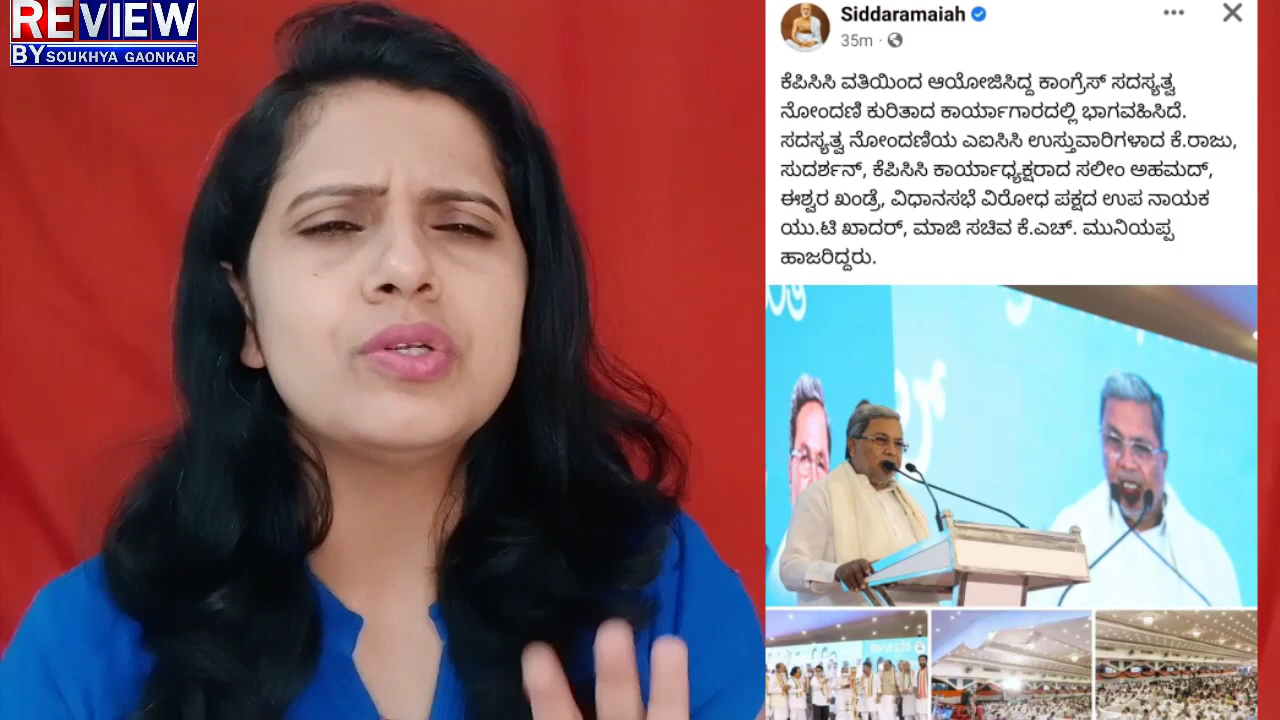 REVIEW
BY SOUKHYA GAONKAR
Siddaramaiah
35m
ಕೆಪಿಸಿಸಿ ವತಿಯಿಂದ ಆಯೋಜಿಸಿದ್ದ ಕಾಂಗ್ರೆಸ್ ಸದಸ್ಯತ್ವ
ನೋಂದಣಿ ಕುರಿತಾದ ಕಾರ್ಯಾಗಾರದಲ್ಲಿ ಭಾಗವಹಿಸಿದೆ.
ಸದಸ್ಯತ್ವ ನೋಂದಣಿಯ ಎಐಸಿಸಿ ಉಸ್ತುವಾರಿಗಳಾದ ಕೆ.ರಾಜು,
ಸುದರ್ಶನ್, ಕೆಪಿಸಿಸಿ ಕಾರ್ಯಾಧ್ಯಕ್ಷರಾದ ಸಲೀಂ ಅಹಮದ್,
ಈಶ್ವರ ಖಂಡ್ರೆ, ವಿಧಾನಸಭೆ ವಿರೋಧ ಪಕ್ಷದ ಉಪ ನಾಯಕ
ಯು.ಟಿ ಖಾದರ್, ಮಾಜಿ ಸಚಿವ ಕೆ.ಎಚ್. ಮುನಿಯಪ್ಪ
ಹಾಜರಿದ್ದರು.